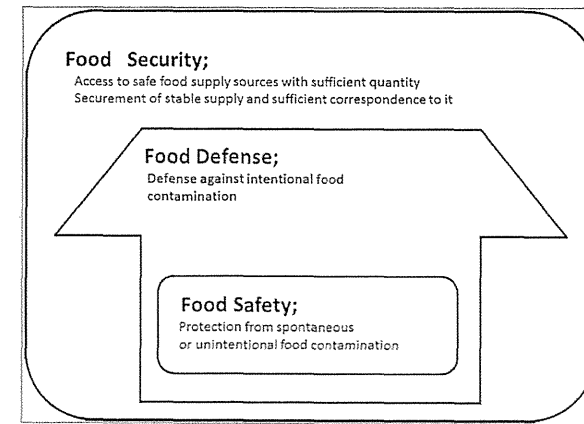 Food Security;
Access to safe food supply sources with sufficient quantity
Securement of stable supply and sufficient correspondence to it
Food Defense;
Defense against intentional food
contamination
Food Safety;
Protection from spontaneous
or unintentional food contamination